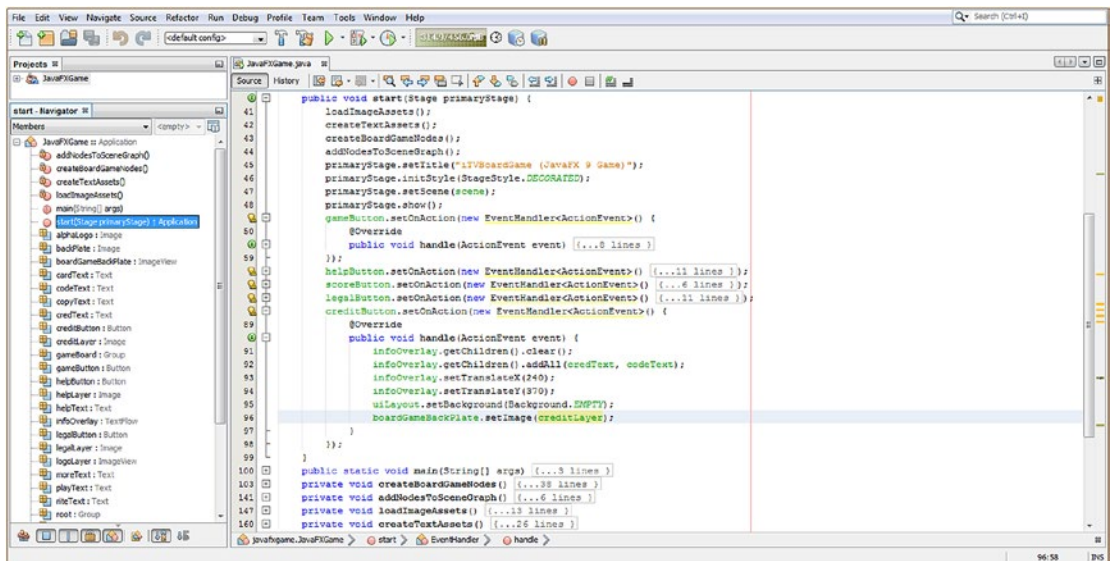 File Edit View Navigate Source Refactor Run Debug Profile Team Tools Window Help
Search (Ctrl+I)
<default config>
Projects
JavaFXGame
start - Navigator
Members
<empty>
JavaFXGame :: Application
addNodesToSceneGraph()
createBoardGameNodes()
createTextAssets()
loadImageAssets()
main(String[] args)
start(Stage primaryStage) ↑ Application
alphaLogo : Image
backPlate : Image
boardGameBackPlate : ImageView
cardText : Text
codeText : Text
copyText : Text
credText : Text
creditButton : Button
creditLayer : Image
gameBoard : Group
gameButton : Button
helpButton : Button
helpLayer : Image
helpText : Text
infoOverlay : TextFlow
legalButton : Button
legalLayer : Image
logoLayer : ImageView
moreText : Text
playText : Text
riteText : Text
root : Group
JavaFXGame.java
Source History
public void start(Stage primaryStage) {
41 loadImageAssets();
42 createTextAssets();
43 createBoardGameNodes();
44 addNodesToSceneGraph();
45 primaryStage.setTitle("iTVBoardGame (JavaFX 9 Game)");
46 primaryStage.initStyle(StageStyle.DECORATED);
47 primaryStage.setScene(scene);
48 primaryStage.show();
gameButton.setOnAction(new EventHandler<ActionEvent>() {
50 @Override
public void handle(ActionEvent event) {...8 lines }
59 });
helpButton.setOnAction(new EventHandler<ActionEvent>() {...11 lines });
scoreButton.setOnAction(new EventHandler<ActionEvent>() {...6 lines });
legalButton.setOnAction(new EventHandler<ActionEvent>() {...11 lines });
creditButton.setOnAction(new EventHandler<ActionEvent>() {
89 @Override
public void handle(ActionEvent event) {
91 infoOverlay.getChildren().clear();
92 infoOverlay.getChildren().addAll(credText, codeText);
93 infoOverlay.setTranslateX(240);
94 infoOverlay.setTranslateY(370);
95 uiLayout.setBackground(Background.EMPTY);
96 boardGameBackPlate.setImage(creditLayer);
97 }
98 });
99 }
100 public static void main(String[] args) {...3 lines }
103 private void createBoardGameNodes() {...38 lines }
141 private void addNodesToSceneGraph() {...6 lines }
147 private void loadImageAssets() {...13 lines }
160 private void createTextAssets() {...26 lines }
javafxgame.JavaFXGame > start > EventHandler > handle >
96:58 INS